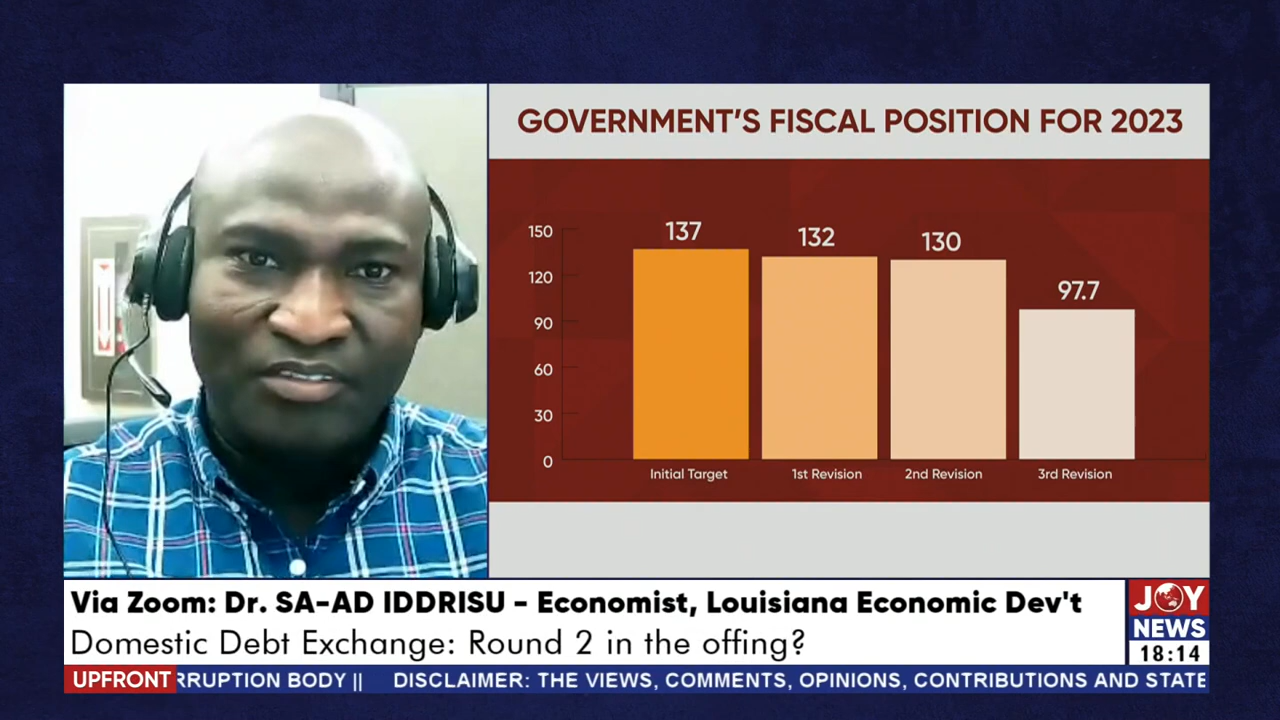 GOVERNMENT'S FISCAL POSITION FOR 2023
150
120
90
60
30
0
137
132
130
97.7
Initial Target
1st Revision
2nd Revision
3rd Revision
Via Zoom: Dr. SA-AD IDDRISU - Economist, Louisiana Economic Dev't
Domestic Debt Exchange: Round 2 in the offing?
JOY
NEWS
18:14
UPFRONT RRUPTION BODY || DISCLAIMER: THE VIEWS, COMMENTS, OPINIONS, CONTRIBUTIONS AND STATE